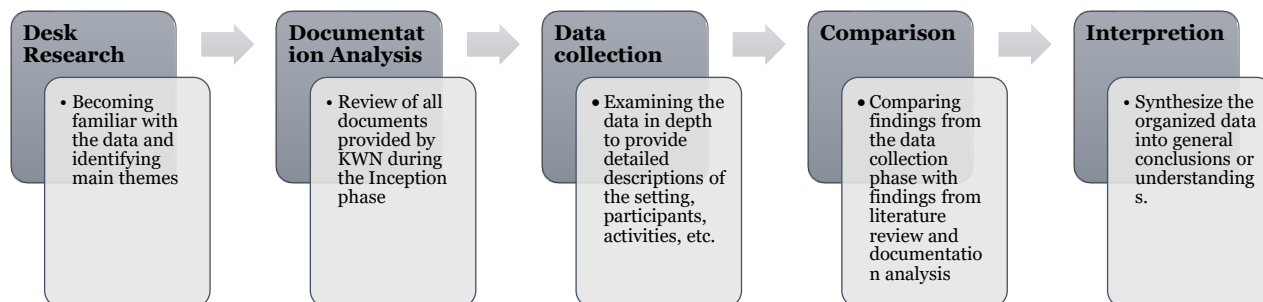 Desk
Research
• Becoming
familiar with
the data and
identifying
main themes
Documentat
ion Analysis
• Review of all
documents
provided by
KWN during
the Inception
phase
Data
collection
• Examining the
data in depth
to provide
detailed
descriptions of
the setting,
participants,
activities, etc.
Comparison
• Comparing
findings from
the data
collection
phase with
findings from
literature
review and
documentatio
n analysis
Interpretion
• Synthesize the
organized data
into general
conclusions or
understanding
s.